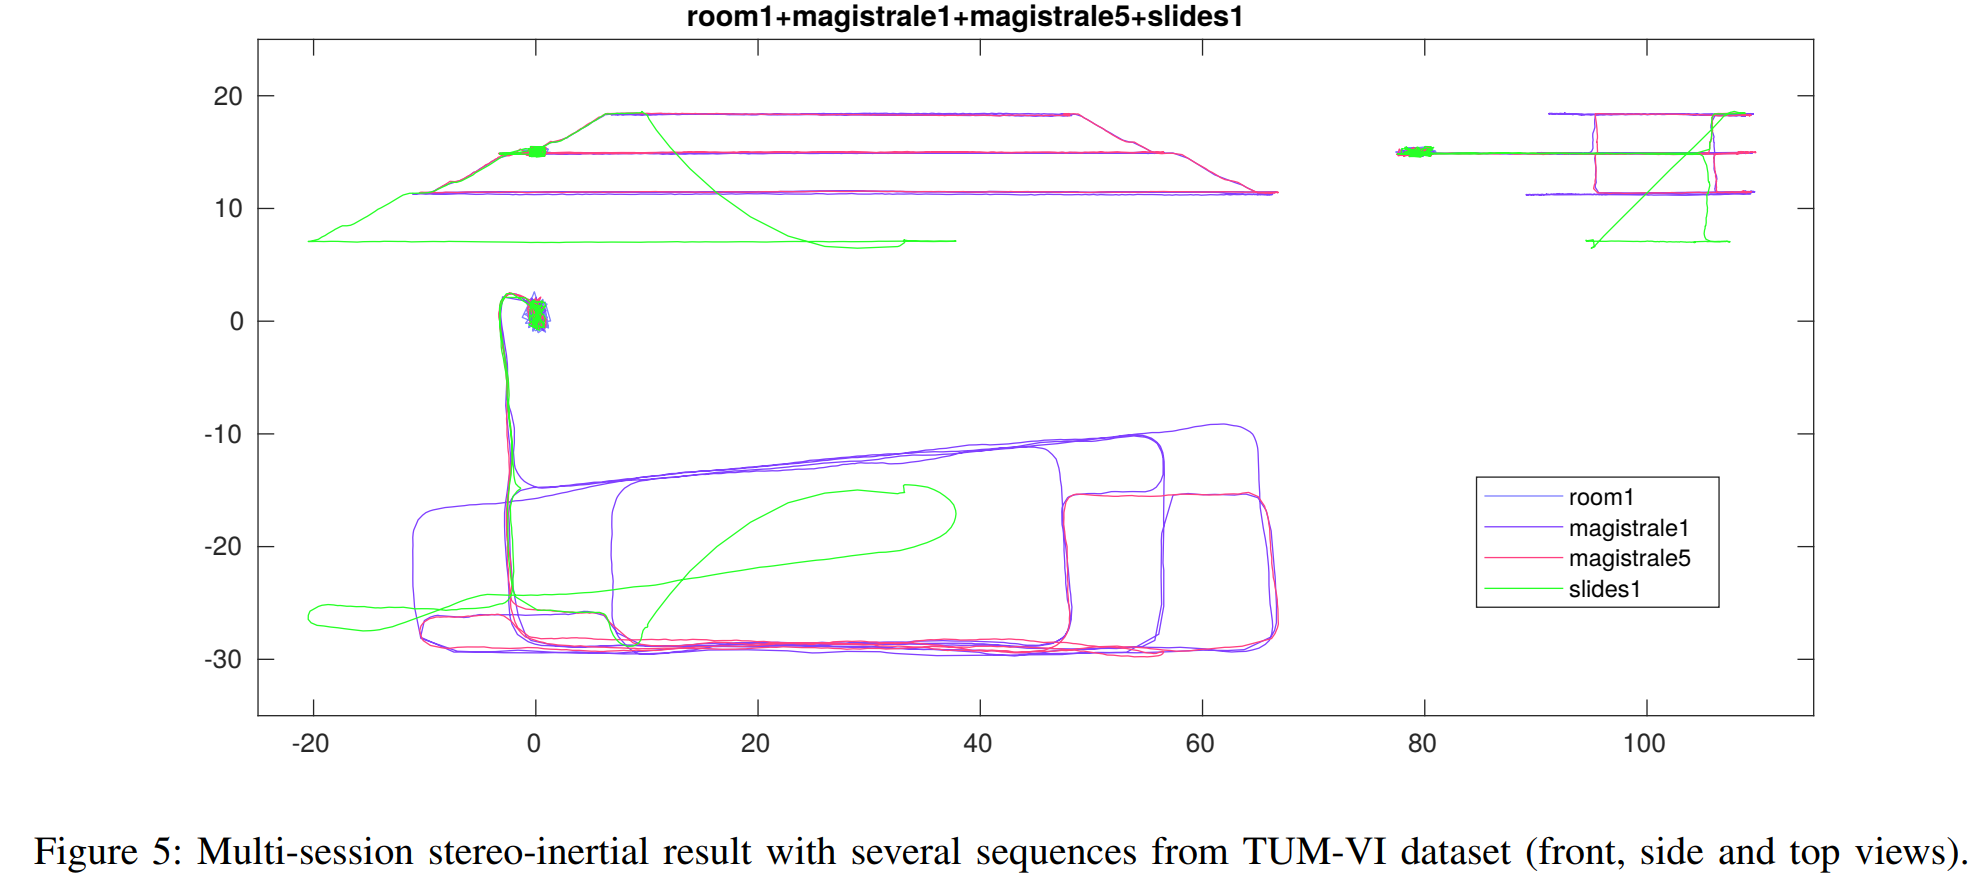 room1+magistrale1+magistrale5+slides1
20
10
0
-10
-20
-30
-20 0 20 40 60 80 100
room1
magistrale1
magistrale5
slides1
Figure 5: Multi-session stereo-inertial result with several sequences from TUM-VI dataset (front, side and top views).